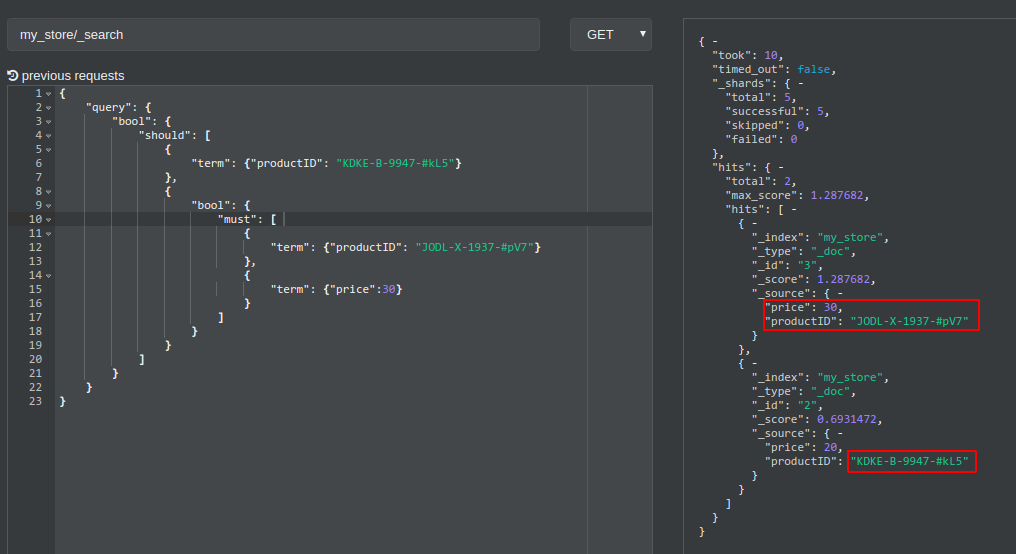 my_store/_search
GET
previous requests
1 {
2 "query": {
3 "bool": {
4 "should": [
5 {
6 "term": {"productID": "KDKE-B-9947-#kL5"}
7 },
8 {
9 "bool": {
10 "must": [
11 {
12 "term": {"productID": "JODL-X-1937-#pV7"}
13 },
14 {
15 "term": {"price":30}
16 }
17 ]
18 }
19 }
20 ]
21 }
22 }
23 }
{ -
"took": 10,
"timed_out": false,
"_shards": { -
"total": 5,
"successful": 5,
"skipped": 0,
"failed": 0
},
"hits": { -
"total": 2,
"max_score": 1.287682,
"hits": [ -
{ -
"_index": "my_store",
"_type": "_doc",
"_id": "3",
"_score": 1.287682,
"_source": { -
"price": 30,
"productID": "JODL-X-1937-#pV7"
}
},
{ -
"_index": "my_store",
"_type": "_doc",
"_id": "2",
"_score": 0.6931472,
"_source": { -
"price": 20,
"productID": "KDKE-B-9947-#kL5"
}
}
]
}
}